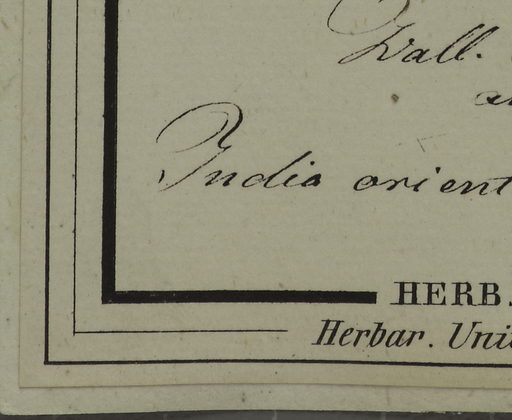 Wall.
India orient
HERB.
Herbar. Uni